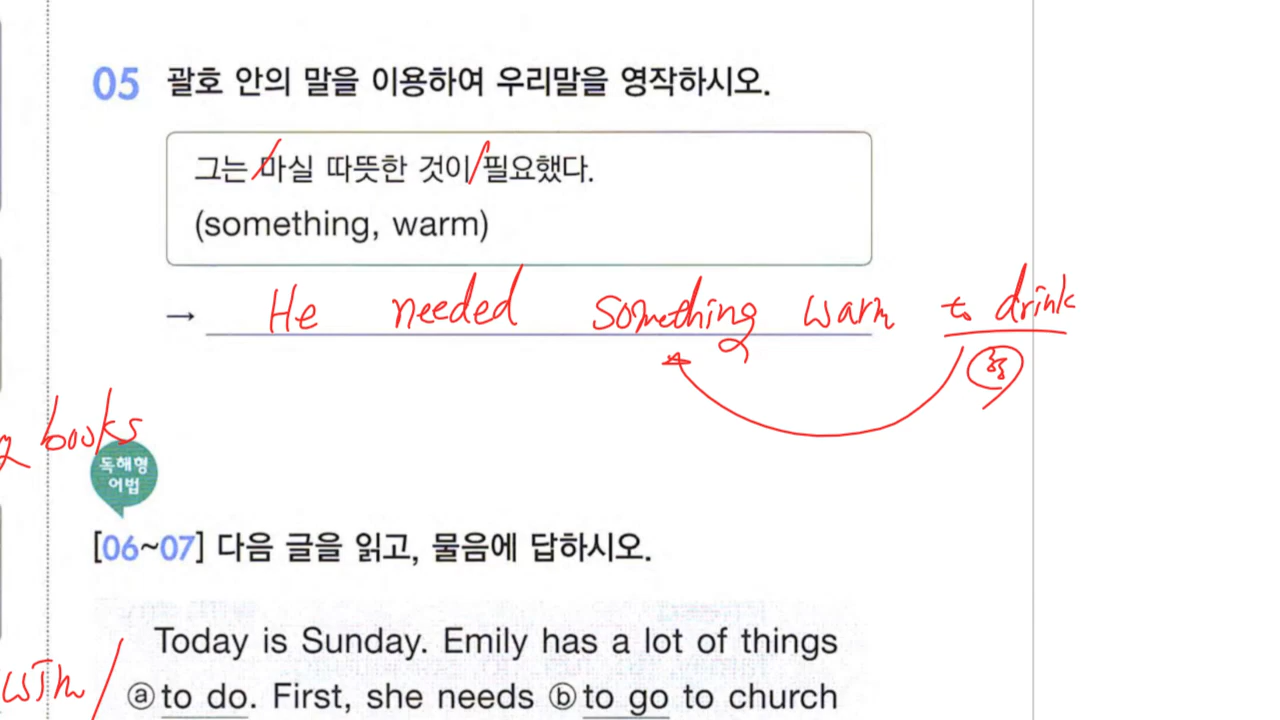 05 괄호 안의 말을 이용하여 우리말을 영작하시오.
그는 마실 따뜻한 것이 필요했다.
(something, warm)
→ He needed something warm to drink
books
독해형
어법
[06~07] 다음 글을 읽고, 물음에 답하시오.
Today is Sunday. Emily has a lot of things
with
ⓐ to do. First, she needs ⓑ to go to church